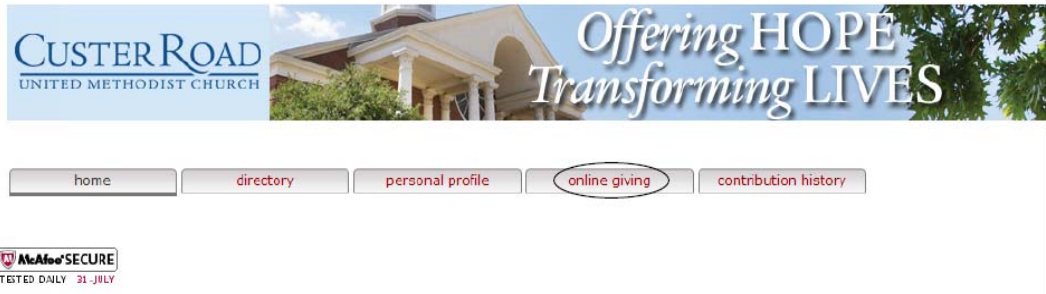 CUSTER ROAD
UNITED METHODIST CHURCH
Offering HOPE
Transforming LIVES
home directory personal profile online giving contribution history
McAfee SECURE
TESTED DAILY 31-JULY